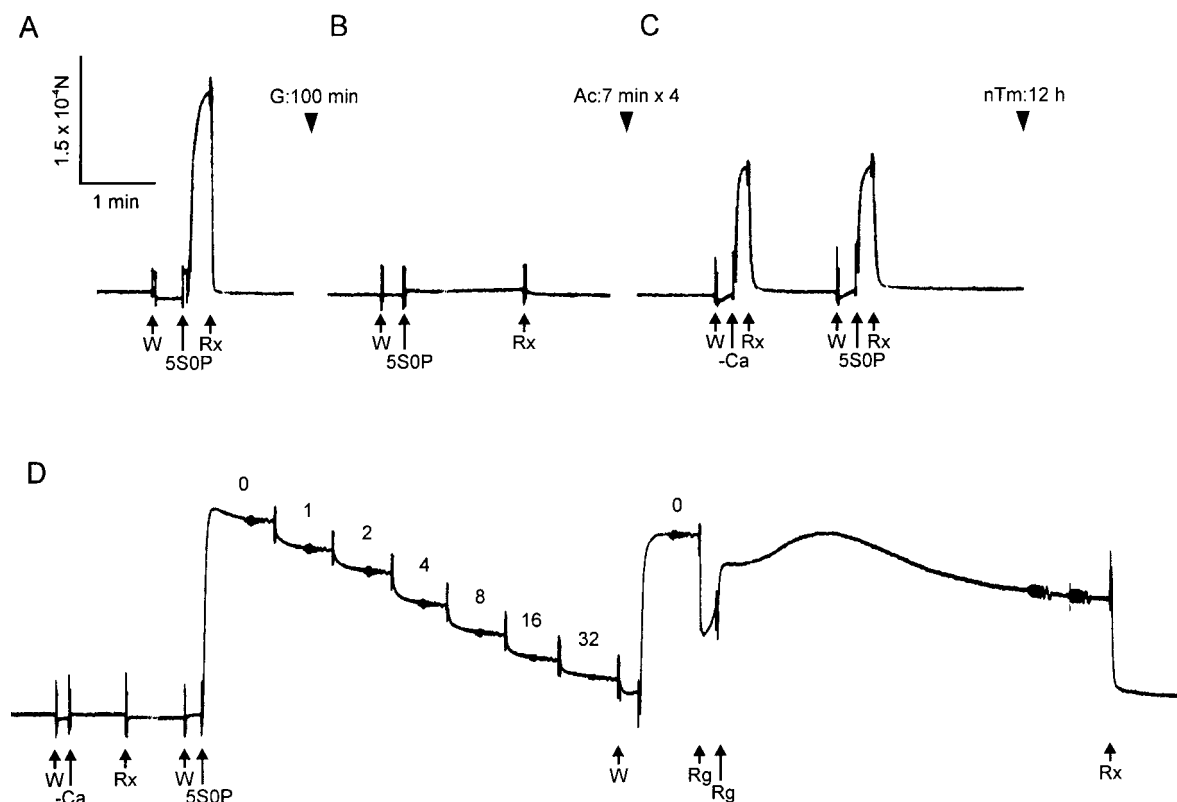 A
B
C
1.5 x 10⁻⁴N
1 min
G:100 min
Ac:7 min x 4
nTm:12 h
W
5S0P
Rx
W
5S0P
Rx
W
-Ca
Rx
W
5S0P
Rx
D
0
1
2
4
8
16
32
0
W
-Ca
Rx
W
5S0P
W
Rg
Rg
Rx